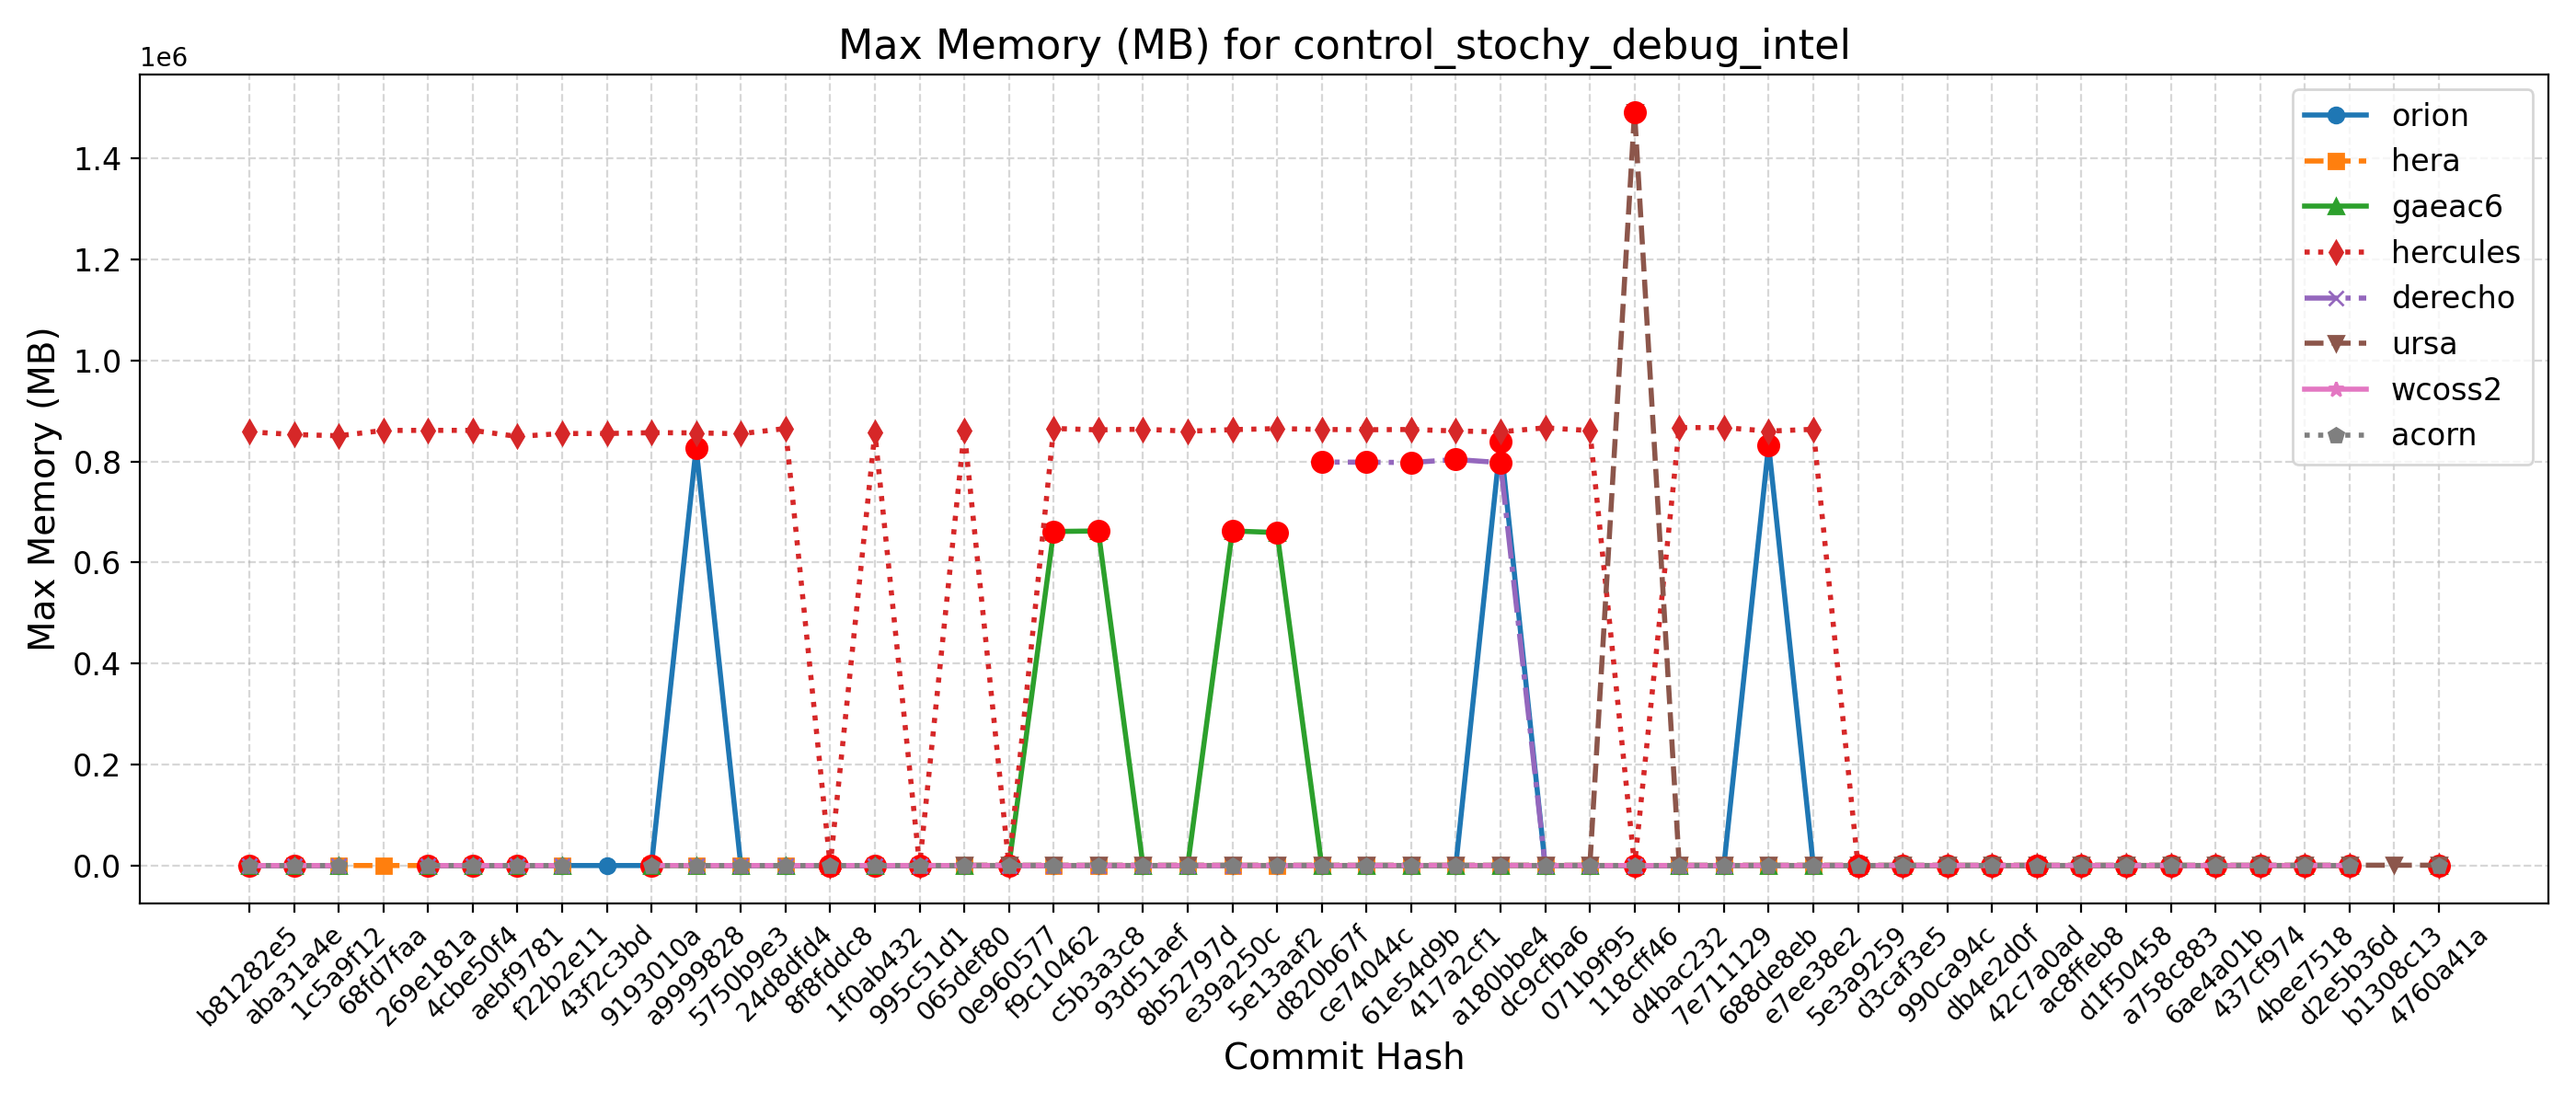 Max Memory (MB) for control_stochy_debug_intel
1e6
1.4
1.2
1.0
0.8
0.6
0.4
0.2
0.0
Max Memory (MB)
orion
hera
gaeac6
hercules
derecho
ursa
wcoss2
acorn
b81282e5
aba31a4e
1c5a9f12
68fd7faa
269e181a
4cbe50f4
aebf9781
f22b2e11
43f2c3bd
9193010a
a9999828
5750b9e3
24d8dfd4
8f8fddc8
1f0ab432
995c51d1
065def80
0e960577
f9c10462
c5b3a3c8
93d51aef
8b52797d
e39a250c
5e13aaf2
d820b67f
ce74044c
61e54d9b
417a2cf1
a180bbe4
dc9cfba6
071b9f95
118cff46
d4bac232
7e711129
688de8eb
e7ee38e2
5e3a9259
d3caf3e5
990ca94c
db4e2d0f
42c7a0ad
ac8ffeb8
d1f50458
a758c883
6ae4a01b
437cf974
4bee7518
d2e5b36d
b1308c13
4760a41a
Commit Hash